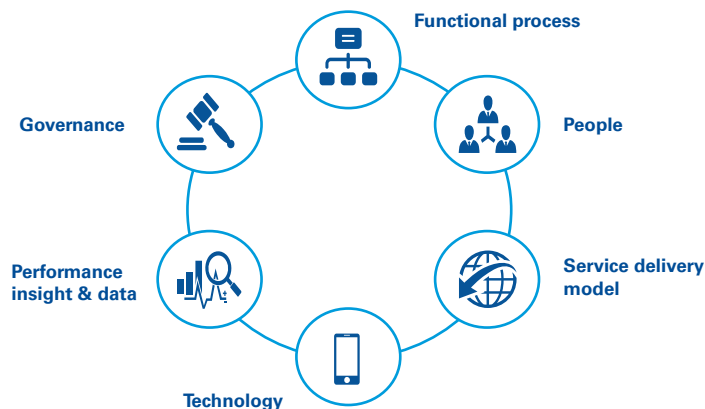 Functional process
Governance
People
Performance
insight & data
Service delivery
model
Technology